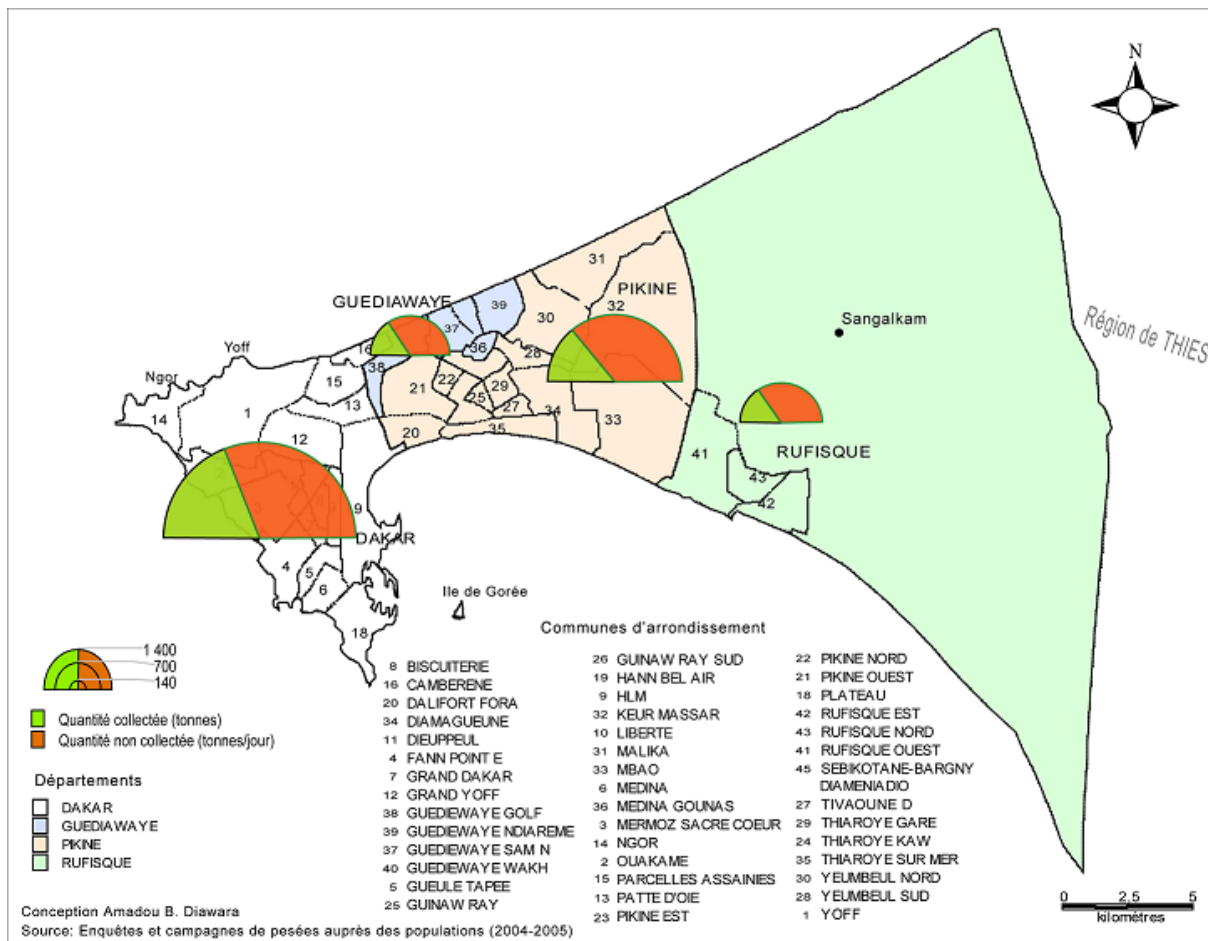 N
31
GUEDIAWAYE
39
PIKINE
37
30
32
Sangalkam
Région de THIES
Yoff
16
36
28
Ngor
15
38
21
22
29
14
1
13
25
27
34
33
12
20
35
41
RUFISQUE
43
42
2
3
9
DAKAR
4
5
6
Ile de Gorée
18
1 400
700
140
Quantité collectée (tonnes)
Quantité non collectée (tonnes/jour)
Départements
DAKAR
GUEDIAWAYE
PIKINE
RUFISQUE
Communes d'arrondissement
8 BISCUITERIE
16 CAMBERENE
20 DALIFORT FORA
34 DIAMAGUEUNE
11 DIEUPPEUL
4 FANN POINT E
7 GRAND DAKAR
12 GRAND YOFF
38 GUEDIEWAYE GOLF
39 GUEDIEWAYE NDIAREME
37 GUEDIEWAYE SAM N
40 GUEDIEWAYE WAKH
5 GUEULE TAPEE
25 GUINAW RAY
26 GUINAW RAY SUD
19 HANN BEL AIR
9 HLM
32 KEUR MASSAR
10 LIBERTE
31 MALIKA
33 MBAO
6 MEDINA
36 MEDINA GOUNAS
3 MERMOZ SACRE COEUR
14 NGOR
2 OUAKAME
15 PARCELLES ASSAINIES
13 PATTE D'OIE
23 PIKINE EST
22 PIKINE NORD
21 PIKINE OUEST
18 PLATEAU
42 RUFISQUE EST
43 RUFISQUE NORD
41 RUFISQUE OUEST
45 SEBIKOTANE-BARGNY
DIAMENIADIO
27 TIVAOUNE D
29 THIAROYE GARE
24 THIAROYE KAW
35 THIAROYE SUR MER
30 YEUMBEUL NORD
28 YEUMBEUL SUD
1 YOFF
0 2,5 5
kilomètres
Conception Amadou B. Diawara
Source: Enquêtes et campagnes de pesées auprès des populations (2004-2005)